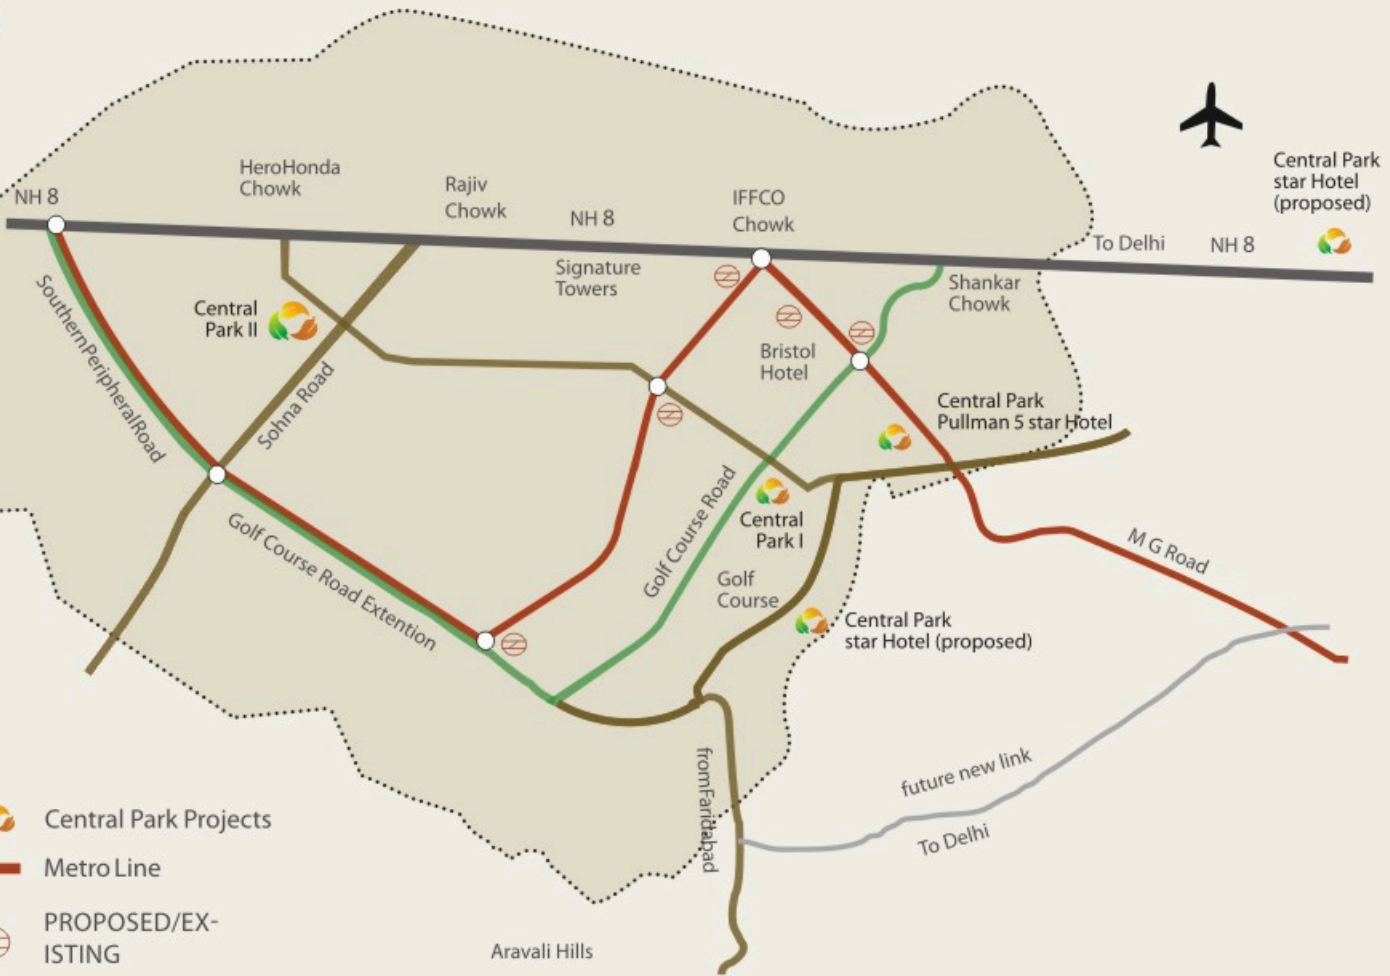 Central Park
star Hotel
(proposed)
HeroHonda
Chowk
Rajiv
Chowk
IFFCO
Chowk
NH 8
NH 8
To Delhi
NH 8
Signature
Towers
Shankar
Chowk
Central
Park II
SouthernPeripheralRoad
Sohna Road
Bristol
Hotel
Central Park
Pullman 5 star Hotel
Golf Course Road
Central
Park I
Golf Course Road Extention
Golf
Course
Central Park
star Hotel (proposed)
M G Road
fromFaridabad
future new link
To Delhi
Central Park Projects
Metro Line
PROPOSED/EX-
ISTING
Aravali Hills